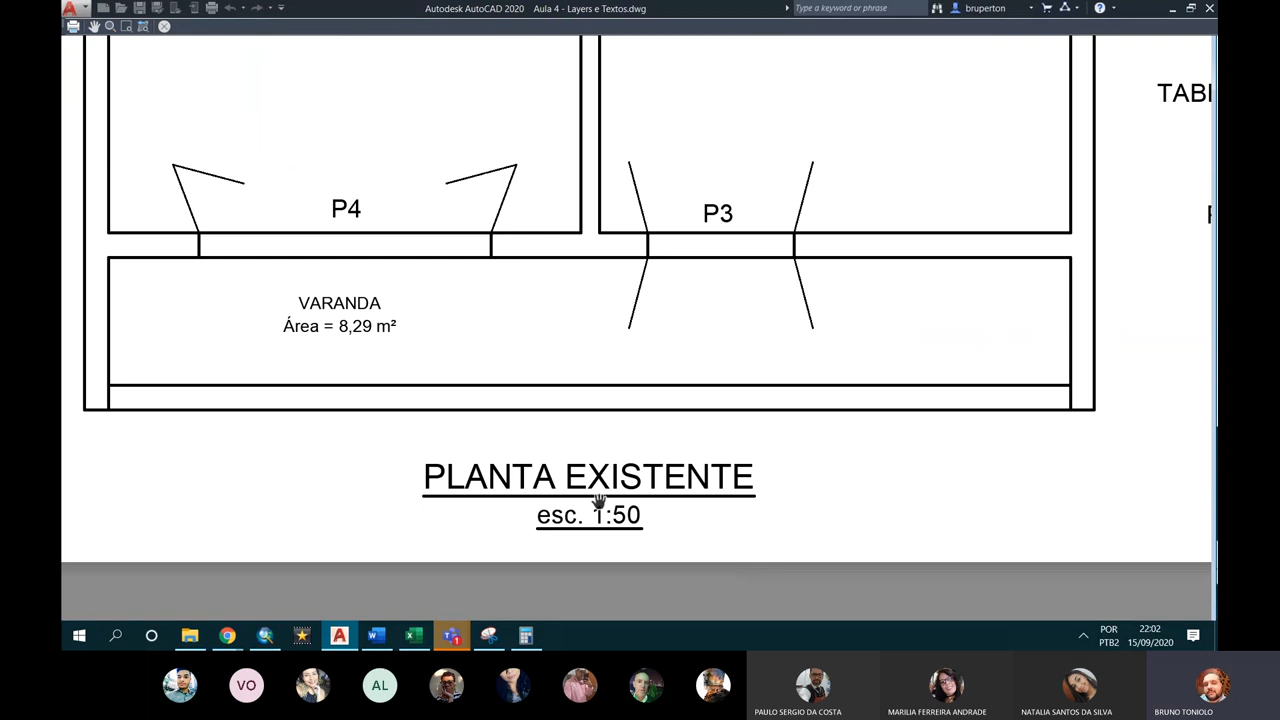 Autodesk AutoCAD 2020 Aula 4 - Layers e Textos.dwg
Type a keyword or phrase
bruperton
TABI
P4
P3
VARANDA
Área = 8,29 m²
PLANTA EXISTENTE
esc. 1:50
POR
PTB2
22:02
15/09/2020
VO
AL
PAULO SERGIO DA COSTA
MARILIA FERREIRA ANDRADE
NATALIA SANTOS DA SILVA
BRUNO TONIOLO